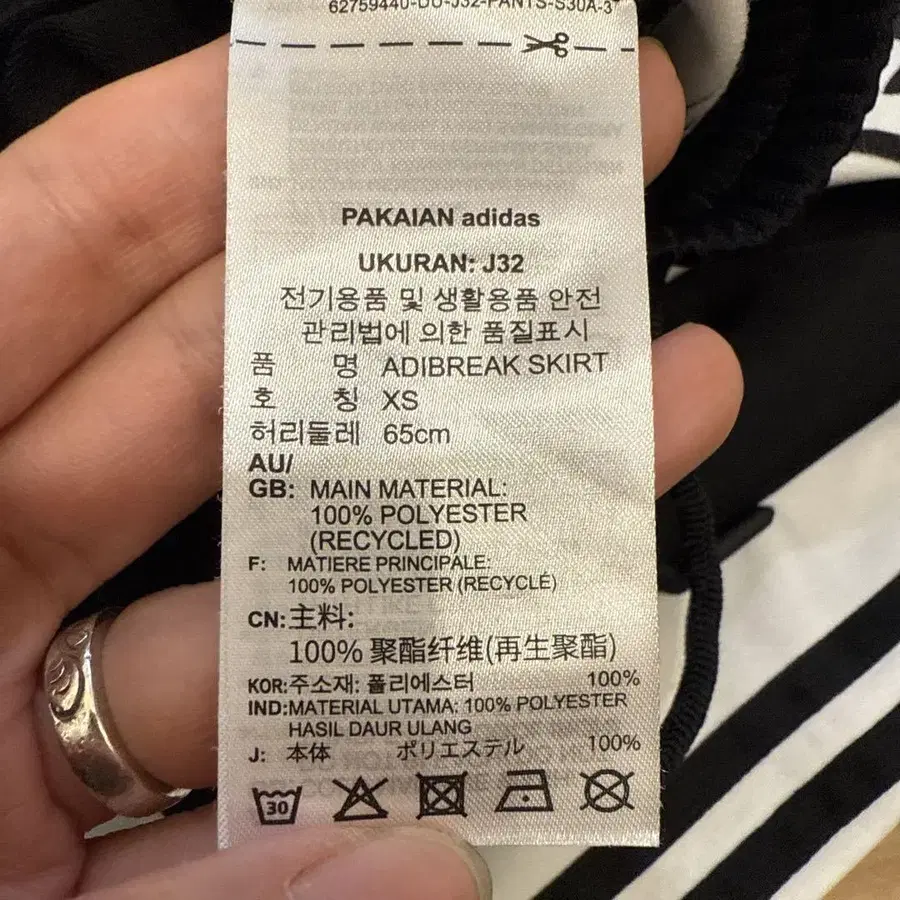 62759440-DU-J32-PANTS-S30A-3*
PAKAIAN adidas
UKURAN: J32
전기용품 및 생활용품 안전
관리법에 의한 품질표시
품 명 ADIBREAK SKIRT
호 칭 XS
허리둘레 65cm
AU/
GB: MAIN MATERIAL:
100% POLYESTER
(RECYCLED)
F: MATIERE PRINCIPALE:
100% POLYESTER (RECYCLÉ)
CN: 主料:
100% 聚酯纤维(再生聚酯)
KOR: 주소재: 폴리에스터 100%
IND: MATERIAL UTAMA: 100% POLYESTER
HASIL DAUR ULANG
J: 本体 ポリエステル 100%
30